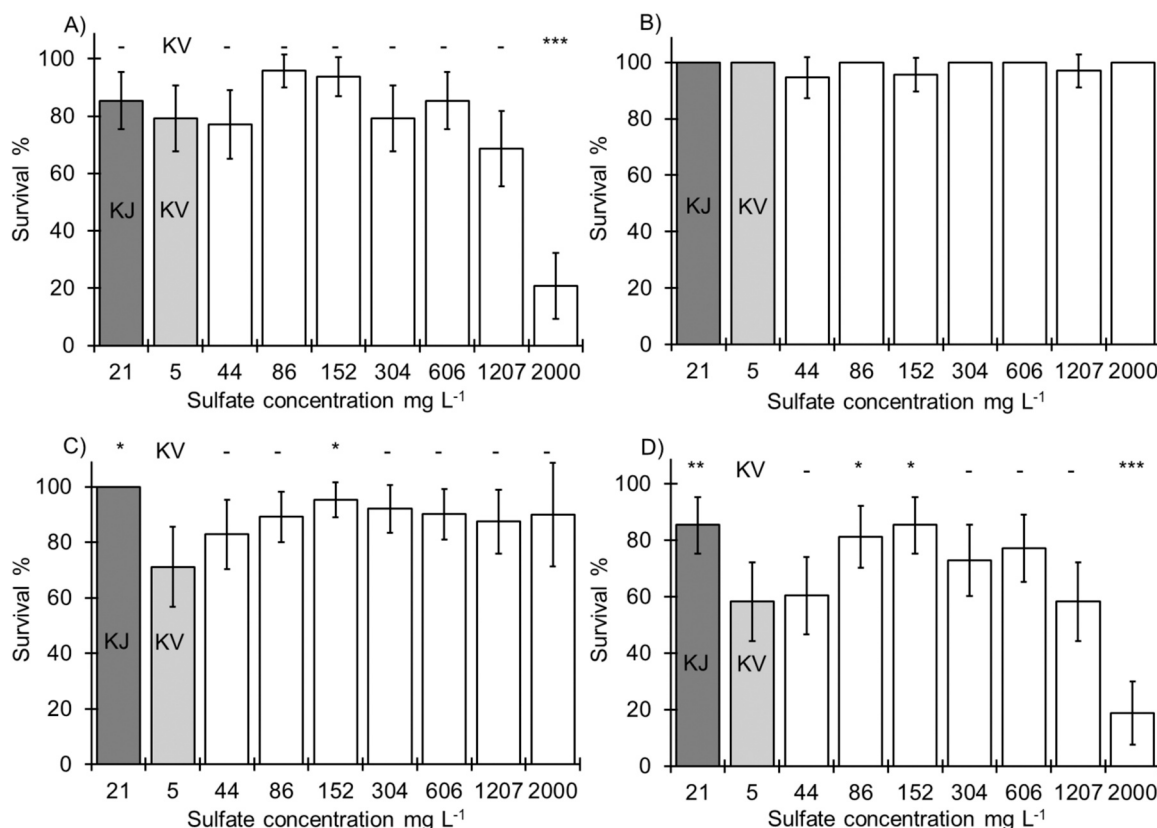 A)
- KV - - - - - - ***
100
80
60
40
20
0
Survival %
KJ KV
21 5 44 86 152 304 606 1207 2000
Sulfate concentration mg L⁻¹
B)
100
80
60
40
20
0
Survival %
KJ KV
21 5 44 86 152 304 606 1207 2000
Sulfate concentration mg L⁻¹
C)
* KV - - * - - - -
100
80
60
40
20
0
Survival %
KJ KV
21 5 44 86 152 304 606 1207 2000
Sulfate concentration mg L⁻¹
D)
** KV - * * - - - ***
100
80
60
40
20
0
Survival %
KJ KV
21 5 44 86 152 304 606 1207 2000
Sulfate concentration mg L⁻¹